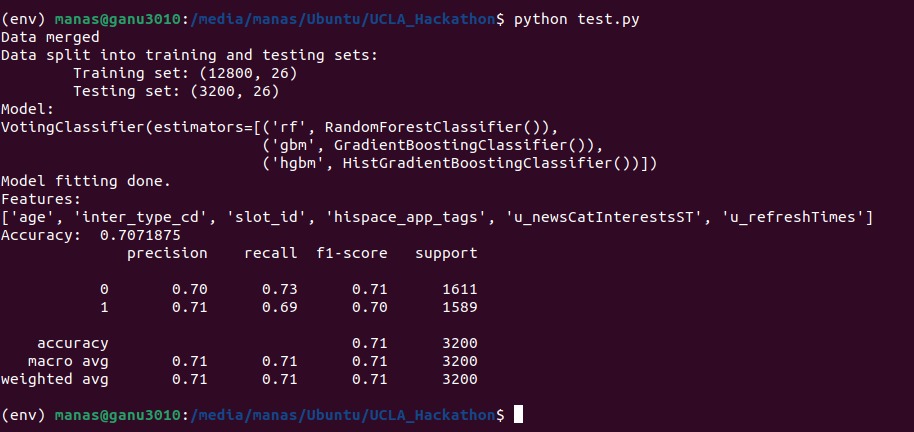 (env) manas@ganu3010:/media/manas/Ubuntu/UCLA_Hackathon$ python test.py
Data merged
Data split into training and testing sets:
        Training set: (12800, 26)
        Testing set: (3200, 26)
Model:
VotingClassifier(estimators=[('rf', RandomForestClassifier()),
                             ('gbm', GradientBoostingClassifier()),
                             ('hgbm', HistGradientBoostingClassifier())])
Model fitting done.
Features:
['age', 'inter_type_cd', 'slot_id', 'hispace_app_tags', 'u_newsCatInterestsST', 'u_refreshTimes']
Accuracy:  0.7071875
              precision    recall  f1-score   support

           0       0.70      0.73      0.71      1611
           1       0.71      0.69      0.70      1589

    accuracy                           0.71      3200
   macro avg       0.71      0.71      0.71      3200
weighted avg       0.71      0.71      0.71      3200

(env) manas@ganu3010:/media/manas/Ubuntu/UCLA_Hackathon$